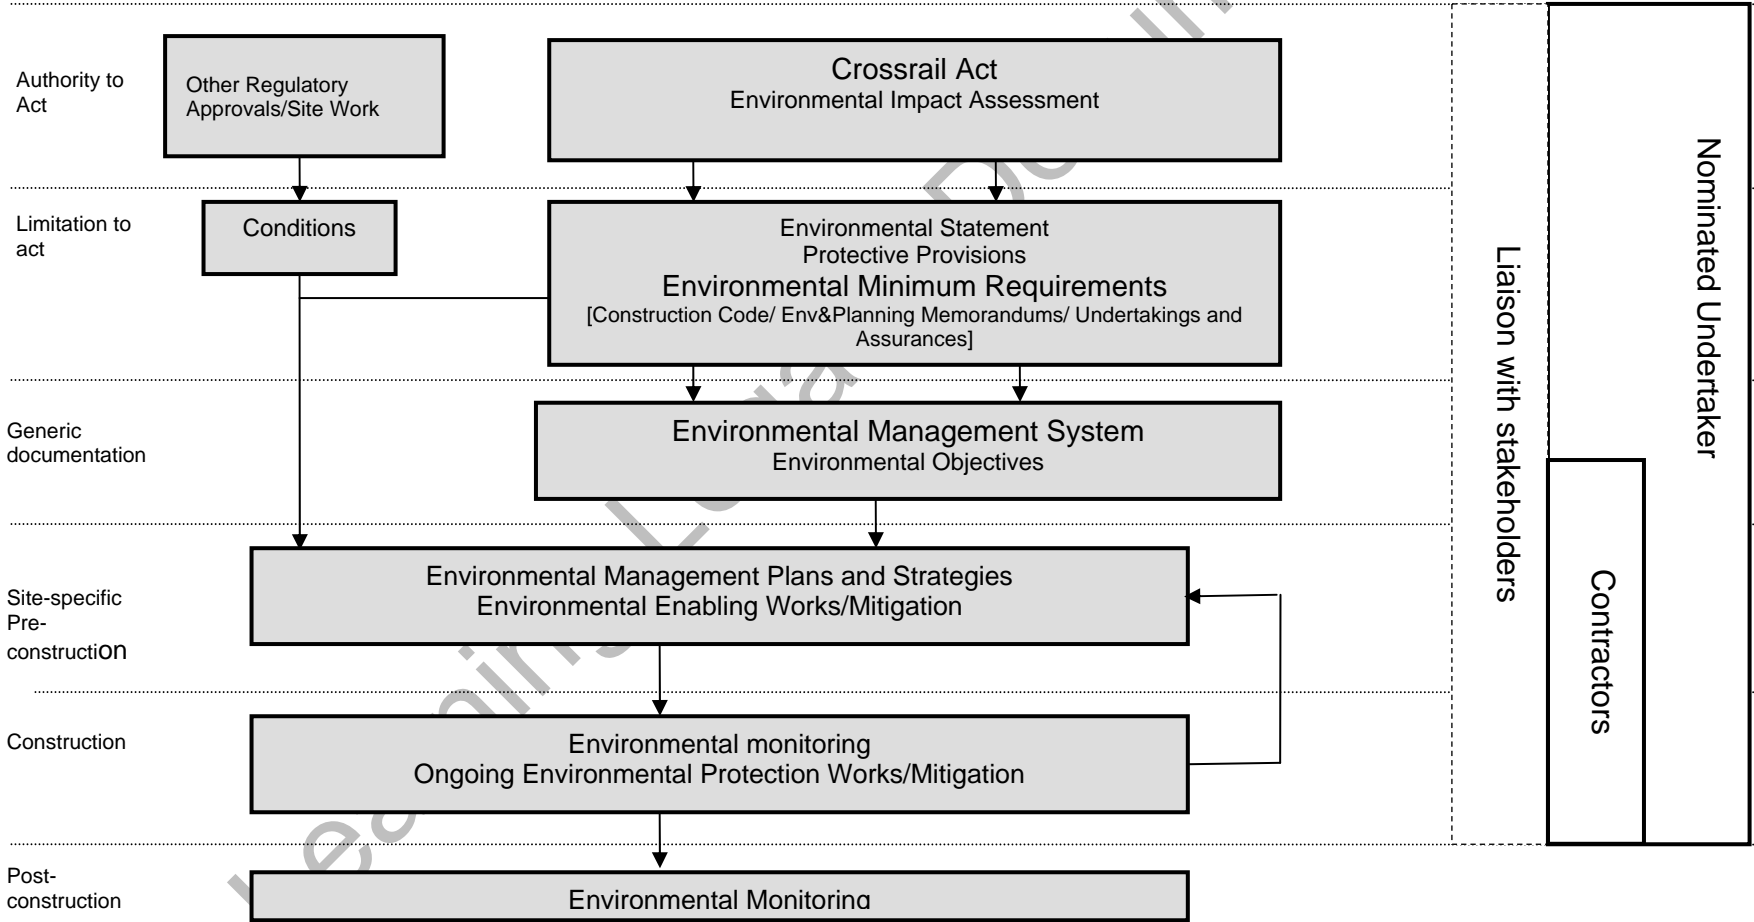 Authority to
Act
Other Regulatory
Approvals/Site Work
Crossrail Act
Environmental Impact Assessment
Limitation to
act
Conditions
Environmental Statement
Protective Provisions
Environmental Minimum Requirements
[Construction Code/ Env&Planning Memorandums/ Undertakings and
Assurances]
Generic
documentation
Environmental Management System
Environmental Objectives
Site-specific
Pre-
construction
Environmental Management Plans and Strategies
Environmental Enabling Works/Mitigation
Construction
Environmental monitoring
Ongoing Environmental Protection Works/Mitigation
Post-
construction
Environmental Monitoring
Liaison with stakeholders
Contractors
Nominated Undertaker